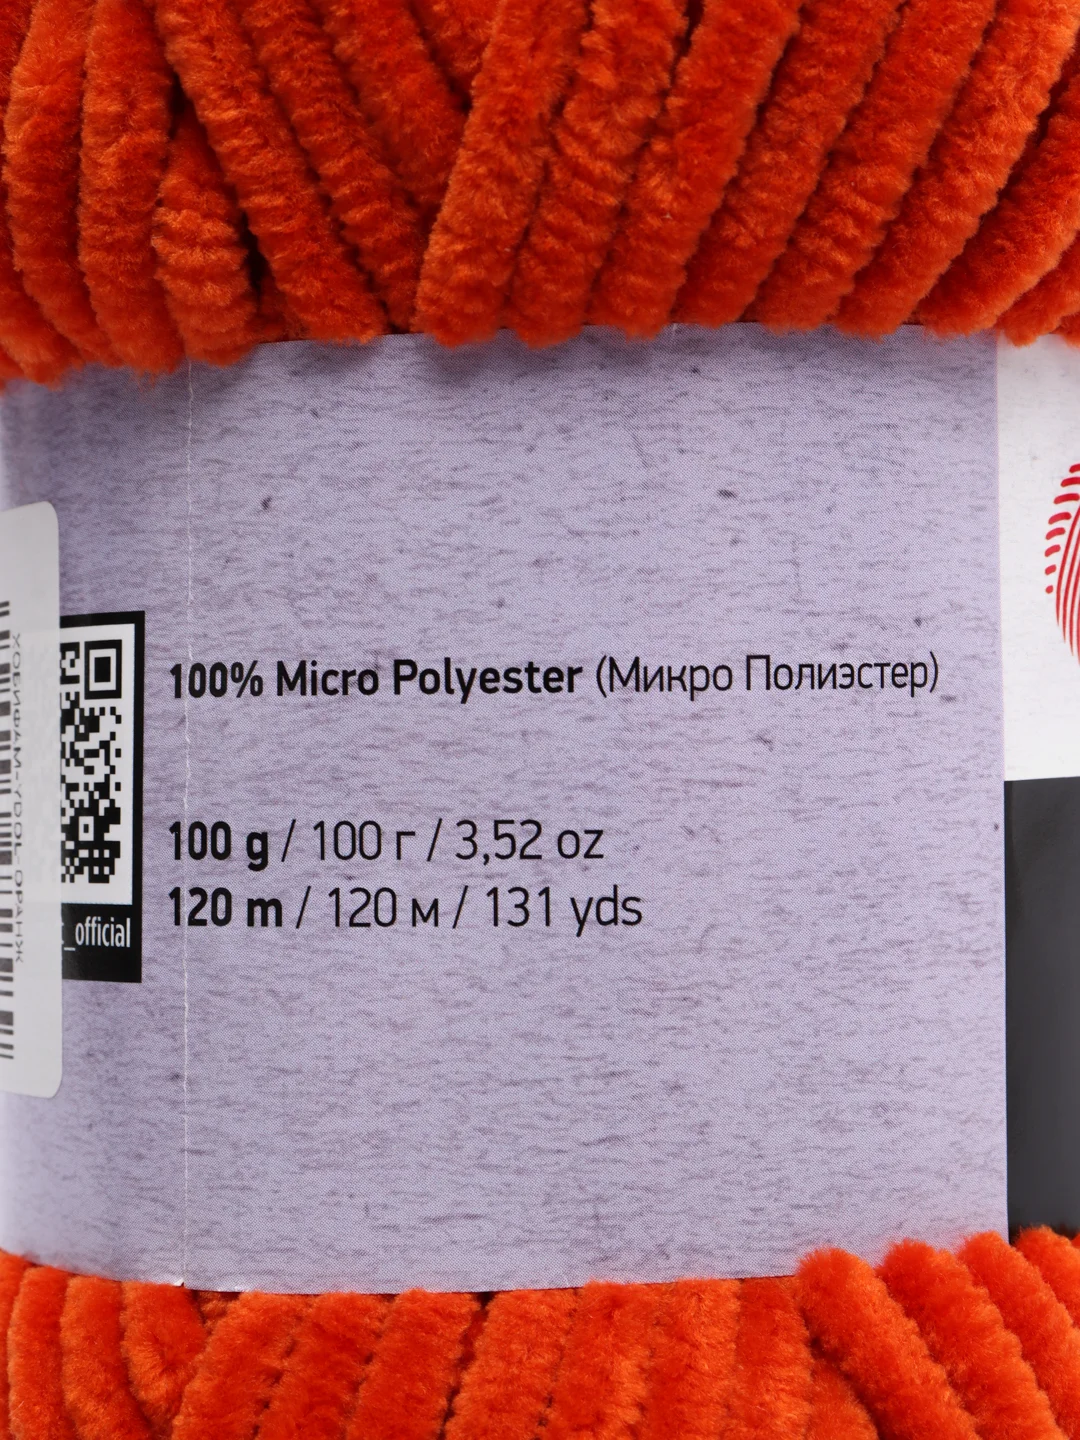 100% Micro Polyester (Микро Полиэстер)
100 g / 100 г / 3,52 oz
120 m / 120 м / 131 yds
_official